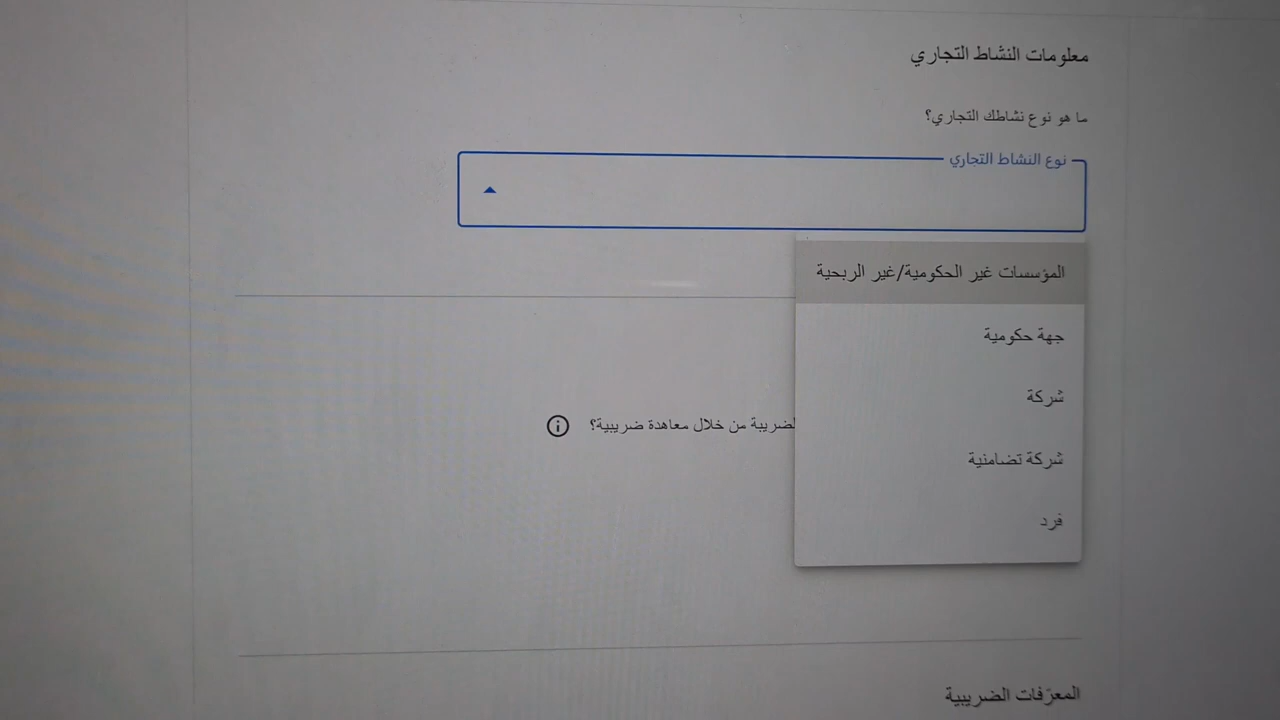 معلومات النشاط التجاري
ما هو نوع نشاطك التجاري؟
نوع النشاط التجاري
المؤسسات غير الحكومية/غير الربحية
جهة حكومية
شركة
لضريبة من خلال معاهدة ضريبية؟
شركة تضامنية
فرد
المعرّفات الضريبية